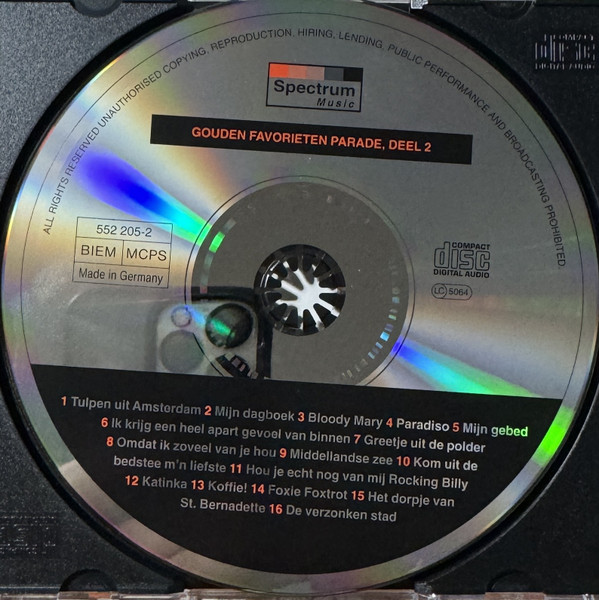 ALL RIGHTS RESERVED UNAUTHORISED COPYING, REPRODUCTION, HIRING, LENDING, PUBLIC PERFORMANCE AND BROADCASTING PROHIBITED.
Spectrum
Music
GOUDEN FAVORIETEN PARADE, DEEL 2
552 205-2
BIEM MCPS
Made in Germany
COMPACT
disc
DIGITAL AUDIO
LC 5064
1 Tulpen uit Amsterdam 2 Mijn dagboek 3 Bloody Mary 4 Paradiso 5 Mijn gebed
6 Ik krijg een heel apart gevoel van binnen 7 Greetje uit de polder
8 Omdat ik zoveel van je hou 9 Middellandse zee 10 Kom uit de
bedstee m'n liefste 11 Hou je echt nog van mij Rocking Billy
12 Katinka 13 Koffie! 14 Foxie Foxtrot 15 Het dorpje van
St. Bernadette 16 De verzonken stad
COMPACT
disc
DIGITAL AUDIO